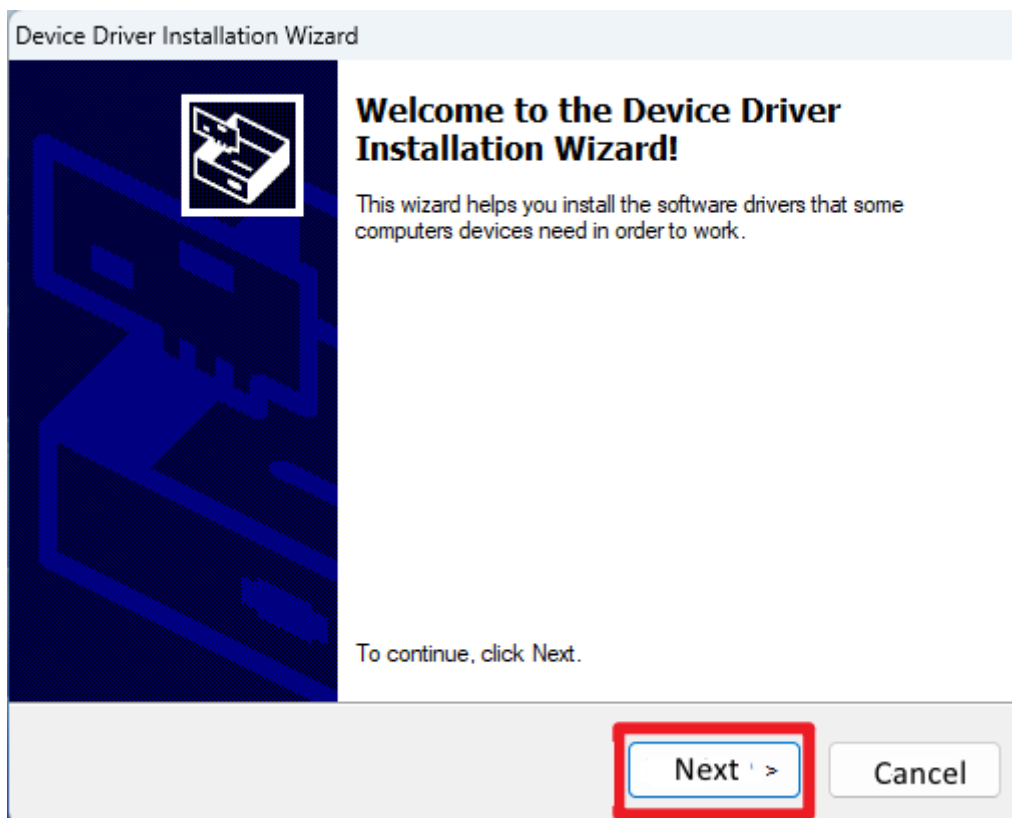 Device Driver Installation Wizard
Welcome to the Device Driver
Installation Wizard!
This wizard helps you install the software drivers that some
computers devices need in order to work.
To continue, click Next.
Next >
Cancel